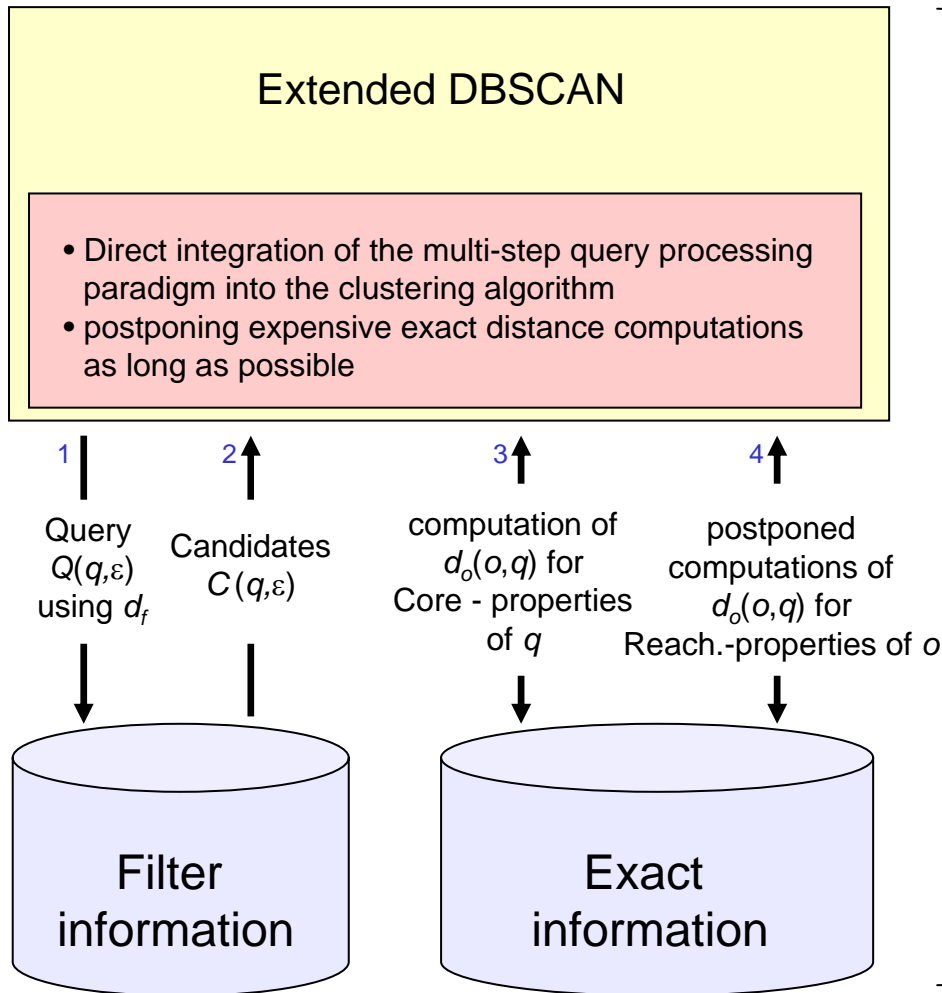 Extended DBSCAN
• Direct integration of the multi-step query processing
paradigm into the clustering algorithm
• postponing expensive exact distance computations
as long as possible
1
Query
Q(q,ε)
using d_f
2
Candidates
C(q,ε)
3
computation of
d_o(o,q) for
Core - properties
of q
4
postponed
computations of
d_o(o,q) for
Reach.-properties of o
Filter
information
Exact
information